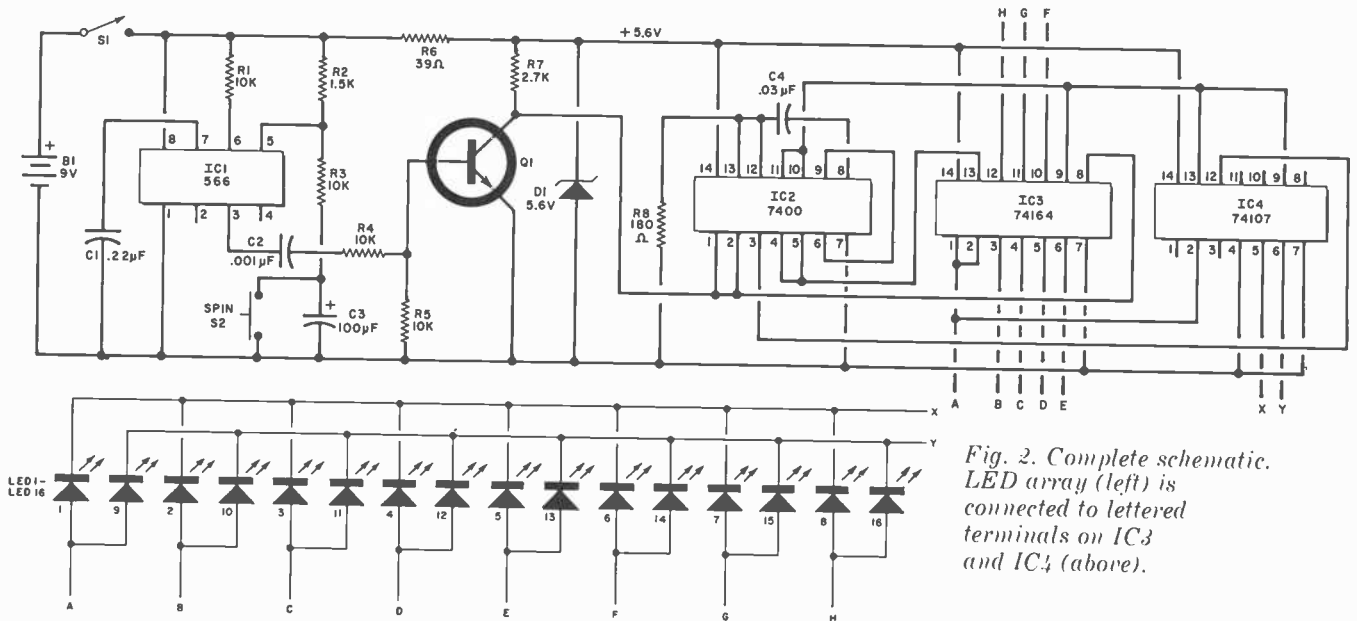 H G F
S1
+5.6V
R6
39Ω
R1
10K
R2
1.5K
R7
2.7K
C4
.03µF
B1
9V
+
8 7 6 5
IC1
566
1 2 3 4
R3
10K
Q1
D1
5.6V
R8
180
Ω
14 13 12 11 10 9 8
IC2
7400
1 2 3 4 5 6 7
14 13 12 11 10 9 8
IC3
74164
1 2 3 4 5 6 7
14 13 12 11 10 9 8
IC4
74107
1 2 3 4 5 6 7
C1 .22µF
C2
.001µF
R4
10K
SPIN
S2
+
C3
100µF
R5
10K
A B C D E
X Y
X
Y
LED1-
LED16
1 9 2 10 3 11 4 12 5 13 6 14 7 15 8 16
A B C D E F G H
Fig. 2. Complete schematic.
LED array (left) is
connected to lettered
terminals on IC3
and IC4 (above).